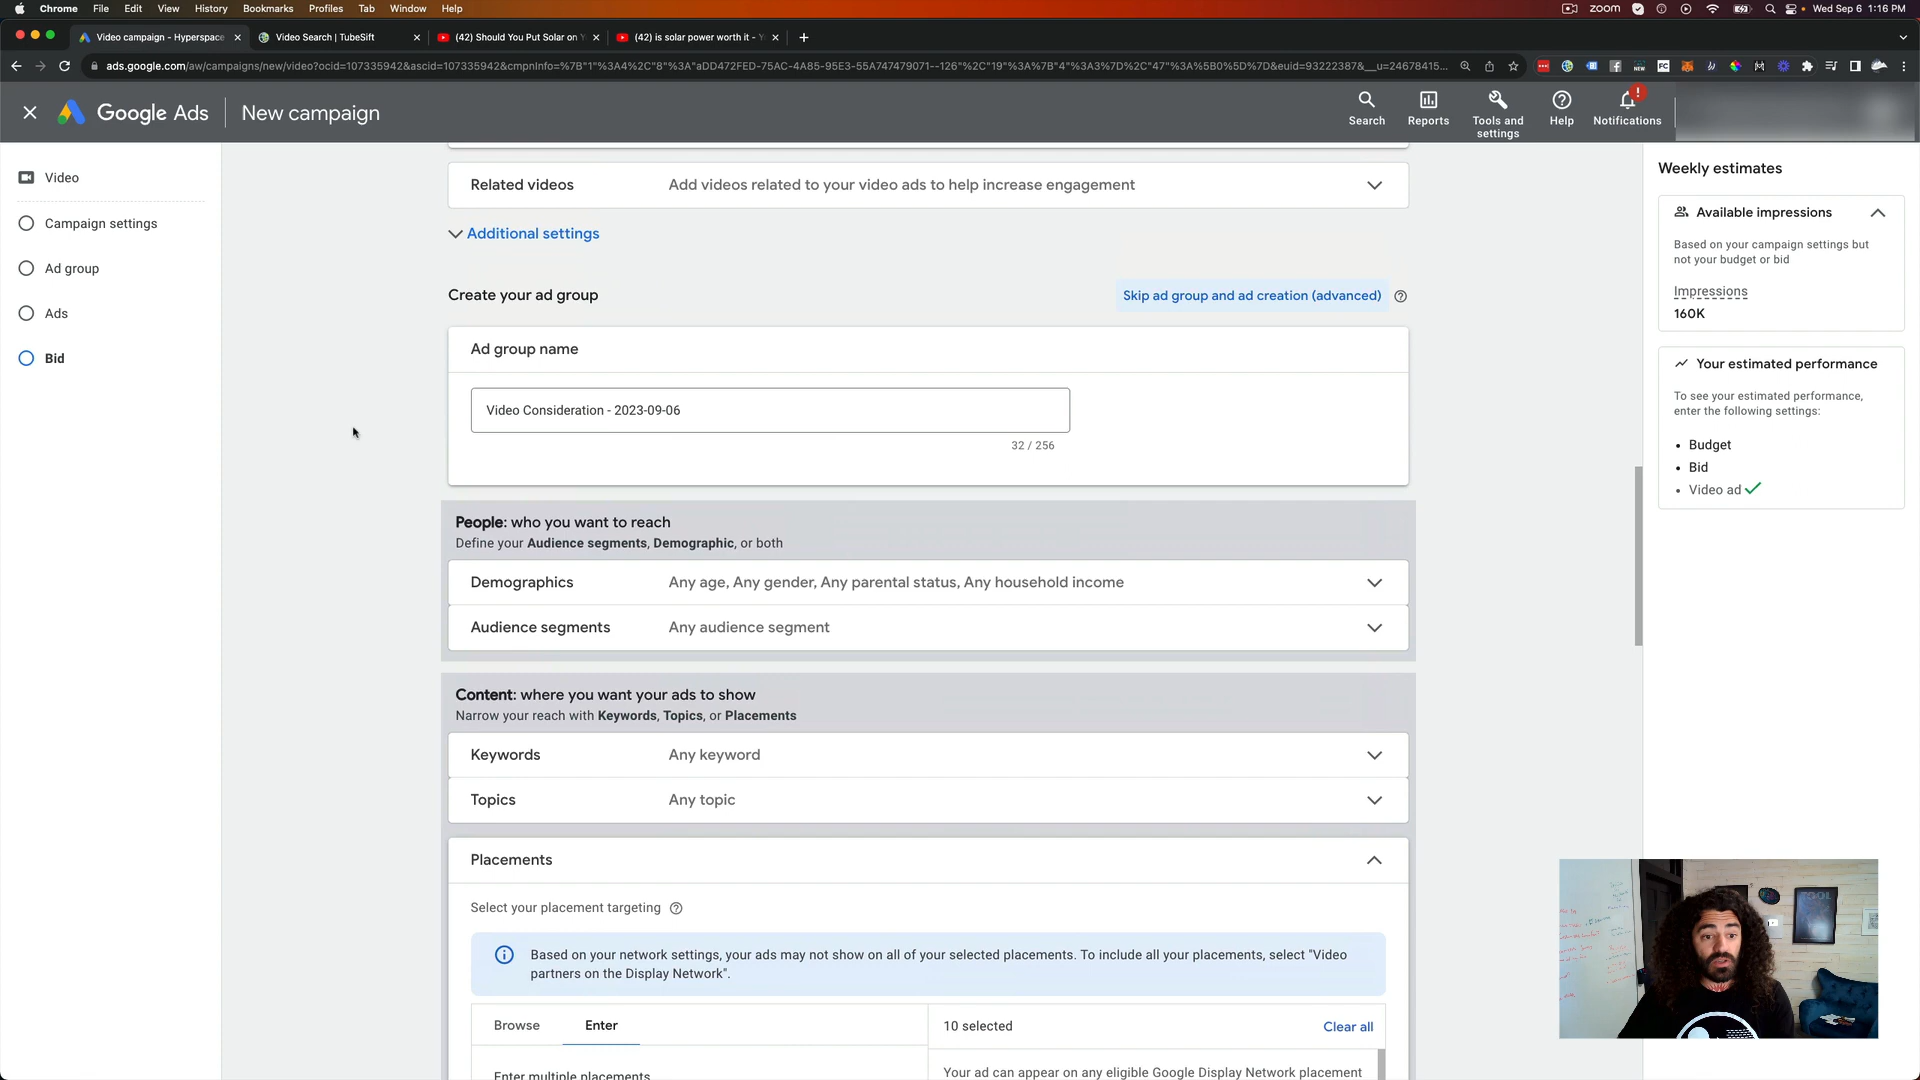 Chrome File Edit View History Bookmarks Profiles Tab Window Help
zoom Wed Sep 6 1:16 PM
Video campaign - Hyperspace
Video Search | TubeSift
(42) Should You Put Solar on
(42) is solar power worth it -
ads.google.com/aw/campaigns/new/video?ocid=107335942&ascid=107335942&cmpnInfo=%7B"1"%3A4%2C"8"%3A"aDD472FED-75AC-4A85-95E3-55A747479071--126"%2C"19"%3A%7B"4"%3A3%7D%2C"47"%3A%5B0%5D%7D&euid=93222387&__u=24678415...
Google Ads New campaign
Search
Reports
Tools and settings
Help
Notifications
Video
Campaign settings
Ad group
Ads
Bid
Related videos Add videos related to your video ads to help increase engagement
Additional settings
Create your ad group
Skip ad group and ad creation (advanced)
Ad group name
Video Consideration - 2023-09-06
32 / 256
People: who you want to reach
Define your Audience segments, Demographic, or both
Demographics Any age, Any gender, Any parental status, Any household income
Audience segments Any audience segment
Content: where you want your ads to show
Narrow your reach with Keywords, Topics, or Placements
Keywords Any keyword
Topics Any topic
Placements
Select your placement targeting
Based on your network settings, your ads may not show on all of your selected placements. To include all your placements, select "Video
partners on the Display Network".
Browse Enter
10 selected Clear all
Enter multiple placements
Your ad can appear on any eligible Google Display Network placement
Weekly estimates
Available impressions
Based on your campaign settings but
not your budget or bid
Impressions
160K
Your estimated performance
To see your estimated performance,
enter the following settings:
Budget
Bid
Video ad
TOOL